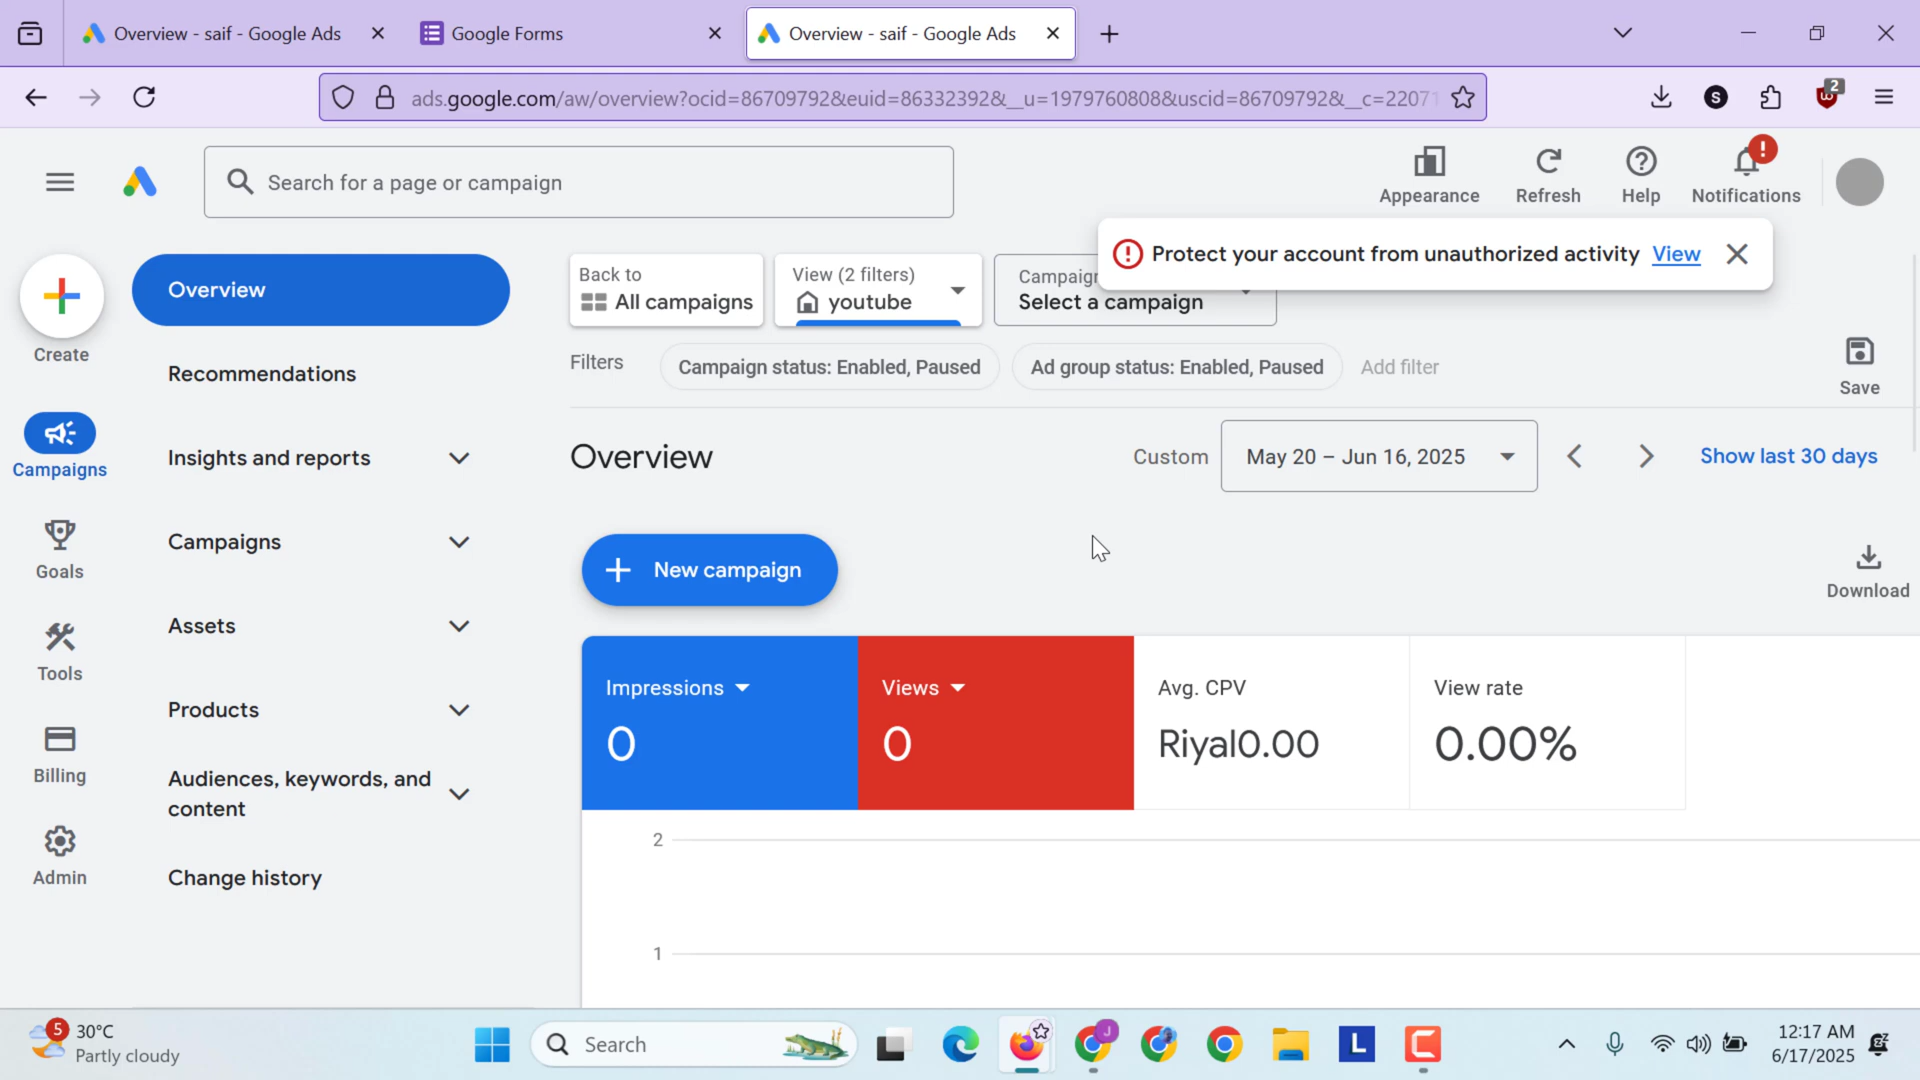 Overview - saif - Google Ads
Google Forms
Overview - saif - Google Ads
ads.google.com/aw/overview?ocid=86709792&euid=86332392&__u=1979760808&uscid=86709792&__c=2207
S
2
Search for a page or campaign
Appearance
Refresh
Help
Notifications
Protect your account from unauthorized activity View
Create
Campaigns
Goals
Tools
Billing
Admin
Overview
Recommendations
Insights and reports
Campaigns
Assets
Products
Audiences, keywords, and
content
Change history
Back to
All campaigns
View (2 filters)
youtube
Select a campaign
Filters
Campaign status: Enabled, Paused
Ad group status: Enabled, Paused
Add filter
Save
Overview
Custom
May 20 – Jun 16, 2025
Show last 30 days
New campaign
Download
Impressions
0
Views
0
Avg. CPV
Riyal0.00
View rate
0.00%
2
1
5
30°C
Partly cloudy
Search
J
L
12:17 AM
6/17/2025